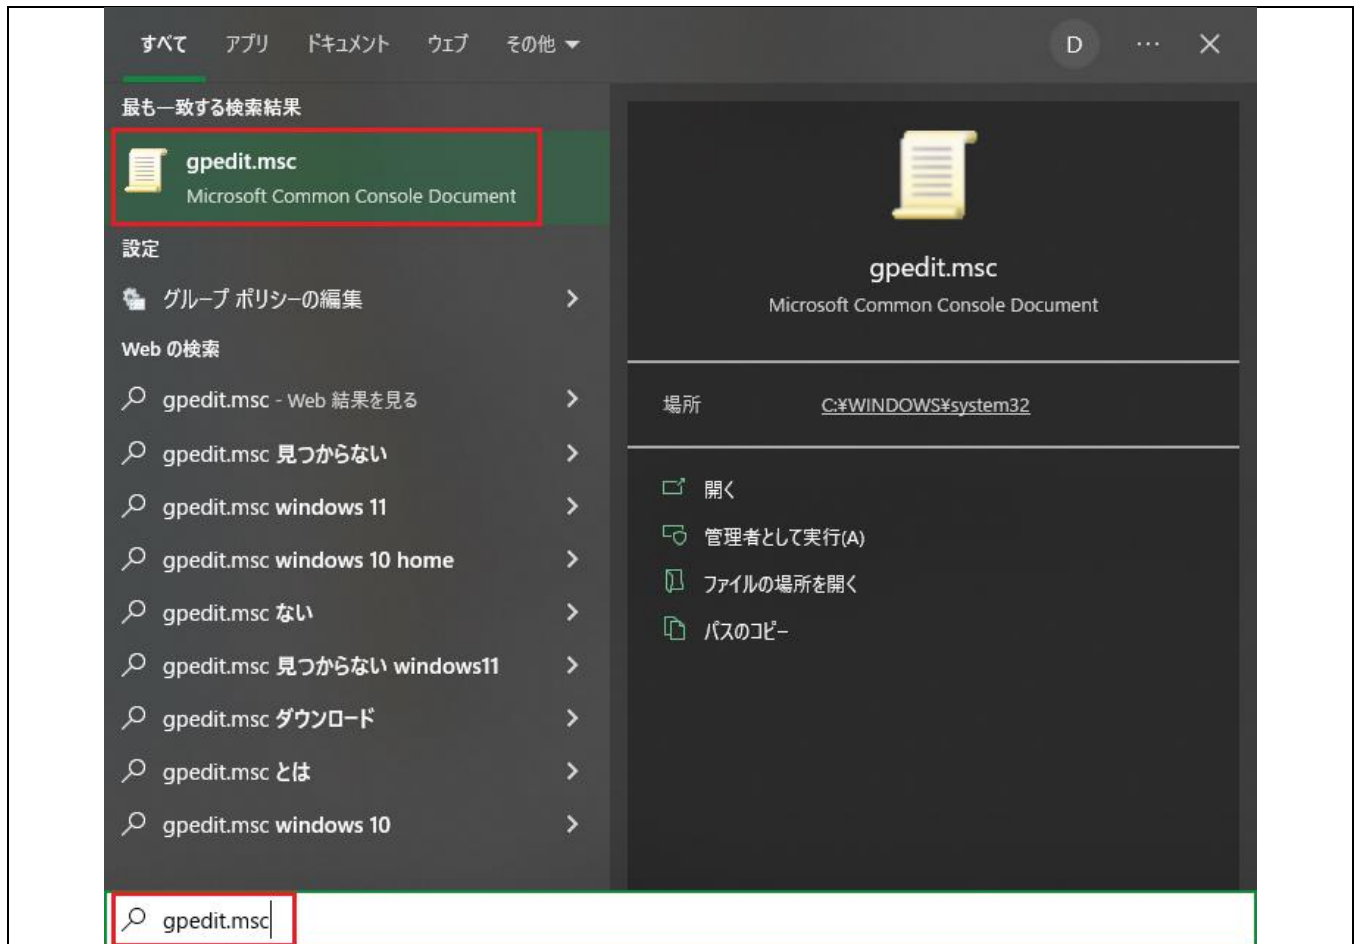 すべて アプリ ドキュメント ウェブ その他 D ...
最も一致する検索結果
gpedit.msc
Microsoft Common Console Document
設定
グループ ポリシーの編集
Web の検索
gpedit.msc - Web 結果を見る
gpedit.msc 見つからない
gpedit.msc windows 11
gpedit.msc windows 10 home
gpedit.msc ない
gpedit.msc 見つからない windows11
gpedit.msc ダウンロード
gpedit.msc とは
gpedit.msc windows 10
gpedit.msc
Microsoft Common Console Document
場所 C:¥WINDOWS¥system32
開く
管理者として実行(A)
ファイルの場所を開く
パスのコピー
gpedit.msc